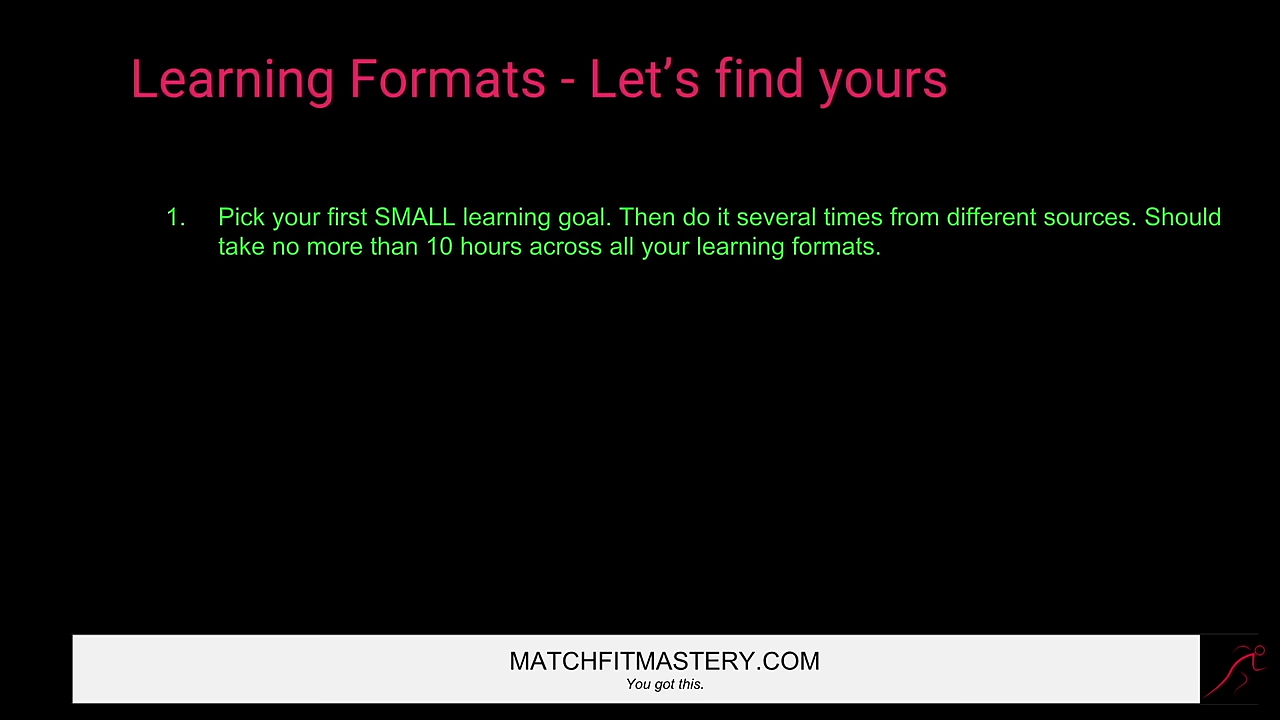 Learning Formats - Let’s find yours
1. Pick your first SMALL learning goal. Then do it several times from different sources. Should
take no more than 10 hours across all your learning formats.
MATCHFITMASTERY.COM
You got this.